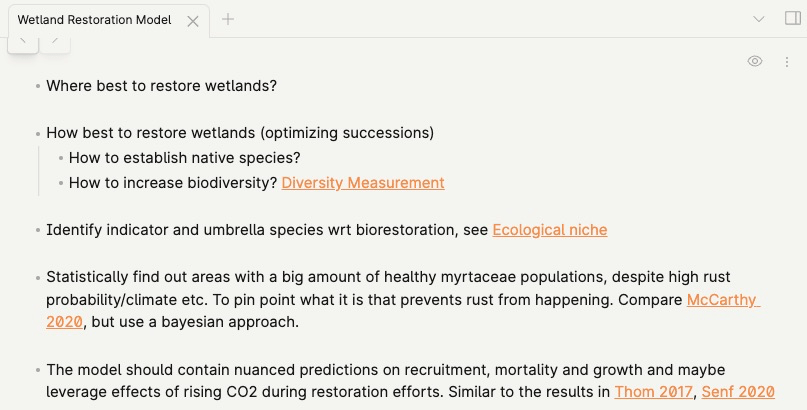 Wetland Restoration Model
Where best to restore wetlands?
How best to restore wetlands (optimizing successions)
How to establish native species?
How to increase biodiversity? Diversity Measurement
Identify indicator and umbrella species wrt biorestoration, see Ecological niche
Statistically find out areas with a big amount of healthy myrtaceae populations, despite high rust
probability/climate etc. To pin point what it is that prevents rust from happening. Compare McCarthy
2020, but use a bayesian approach.
The model should contain nuanced predictions on recruitment, mortality and growth and maybe
leverage effects of rising CO2 during restoration efforts. Similar to the results in Thom 2017, Senf 2020